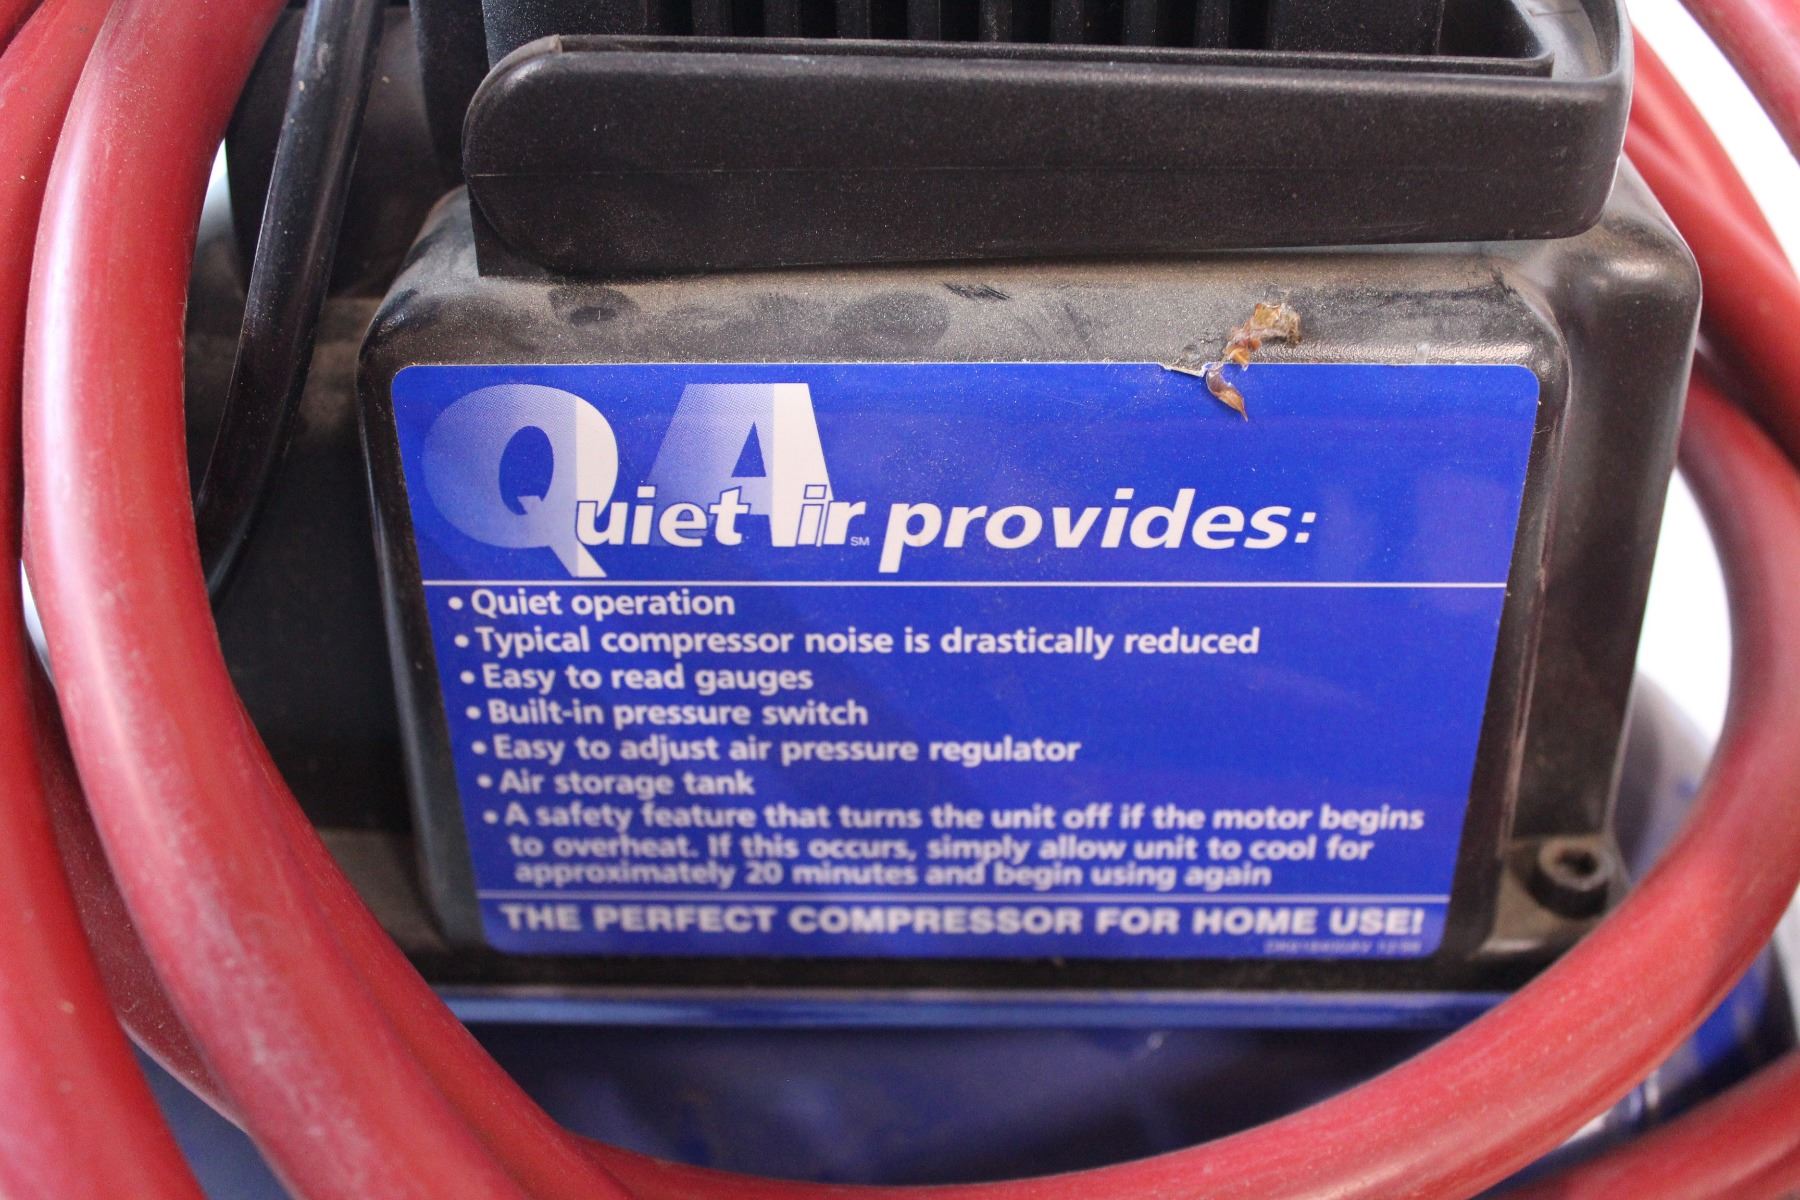 QuietAir℠ provides:
• Quiet operation
• Typical compressor noise is drastically reduced
• Easy to read gauges
• Built-in pressure switch
• Easy to adjust air pressure regulator
• Air storage tank
• A safety feature that turns the unit off if the motor begins
to overheat. If this occurs, simply allow unit to cool for
approximately 20 minutes and begin using again
THE PERFECT COMPRESSOR FOR HOME USE!